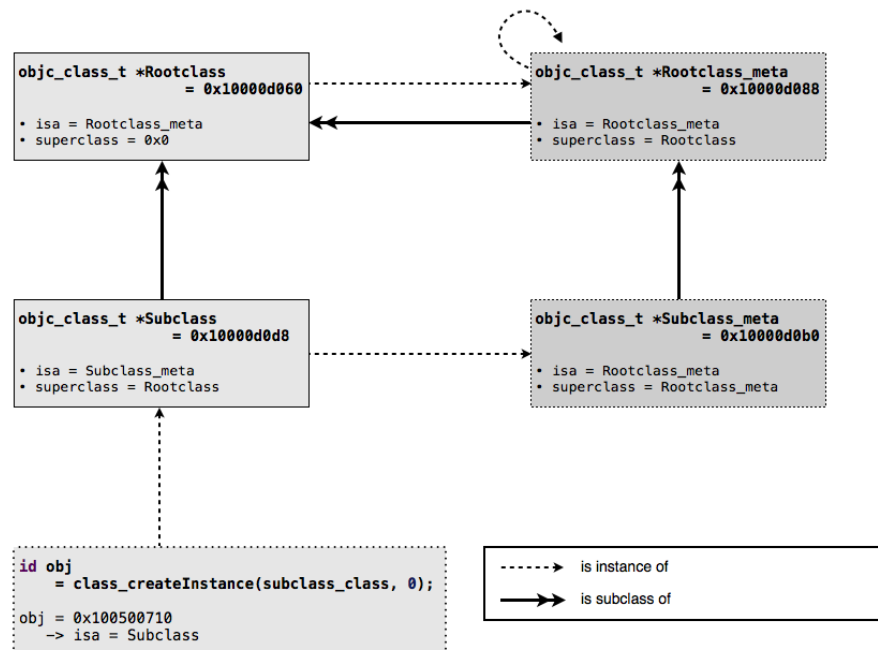 objc_class_t *Rootclass
= 0x10000d060
• isa = Rootclass_meta
• superclass = 0x0
objc_class_t *Rootclass_meta
= 0x10000d088
• isa = Rootclass_meta
• superclass = Rootclass
objc_class_t *Subclass
= 0x10000d0d8
• isa = Subclass_meta
• superclass = Rootclass
objc_class_t *Subclass_meta
= 0x10000d0b0
• isa = Rootclass_meta
• superclass = Rootclass_meta
id obj
= class_createInstance(subclass_class, 0);
obj = 0x100500710
-> isa = Subclass
is instance of
is subclass of